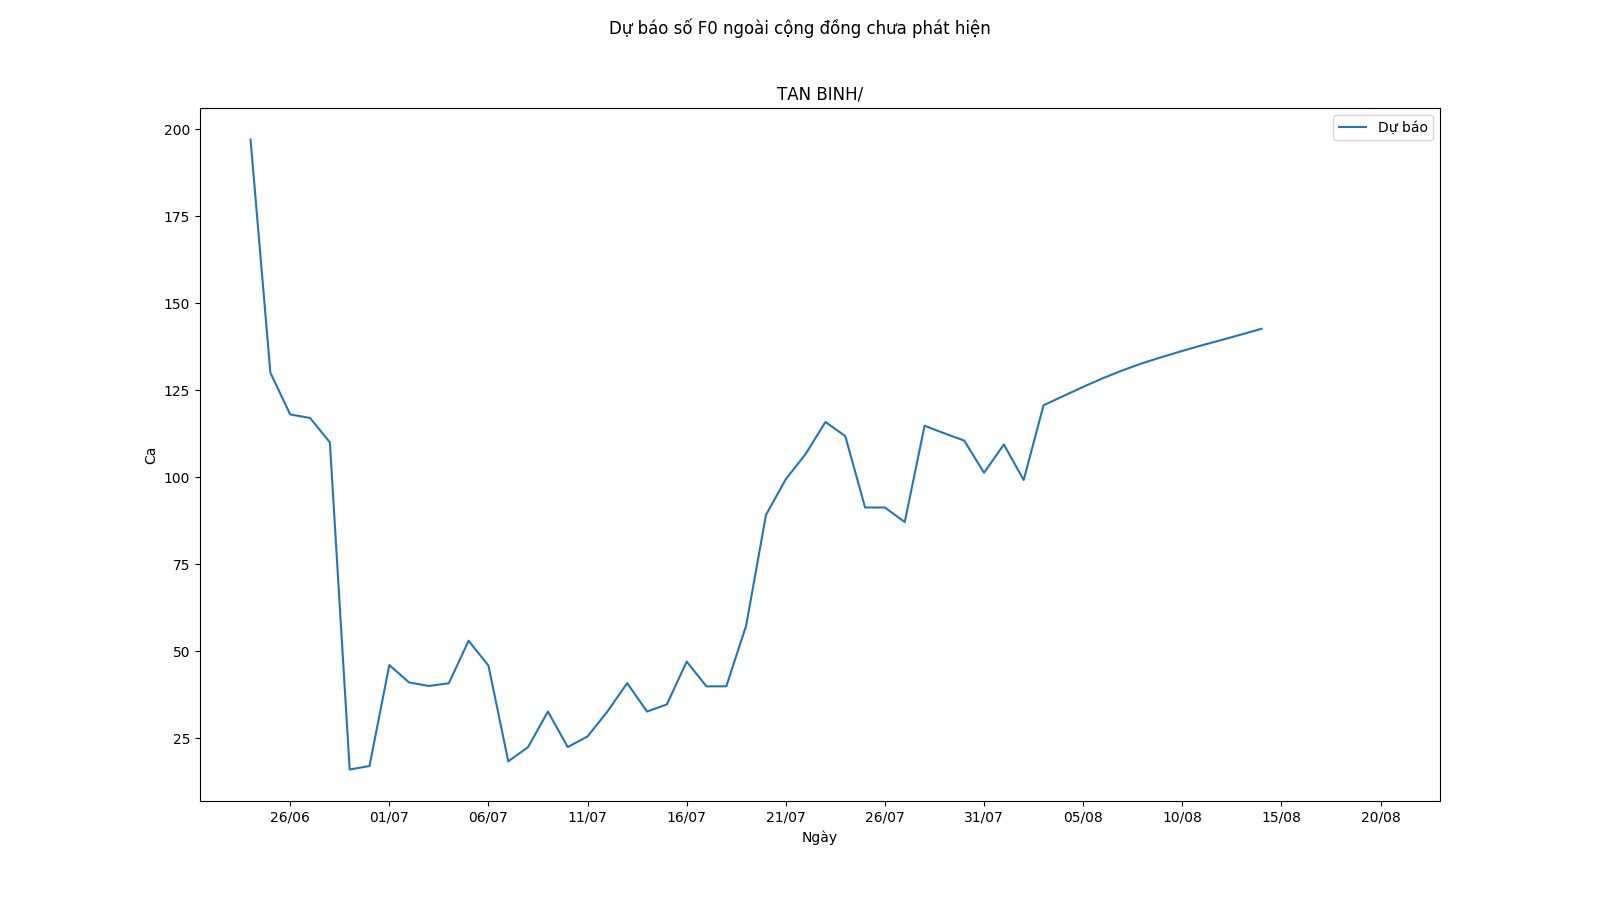 Dự báo số F0 ngoài cộng đồng chưa phát hiện
TAN BINH/
Dự báo
200
175
150
125
100
75
50
25
Ca
26/06 01/07 06/07 11/07 16/07 21/07 26/07 31/07 05/08 10/08 15/08 20/08
Ngày